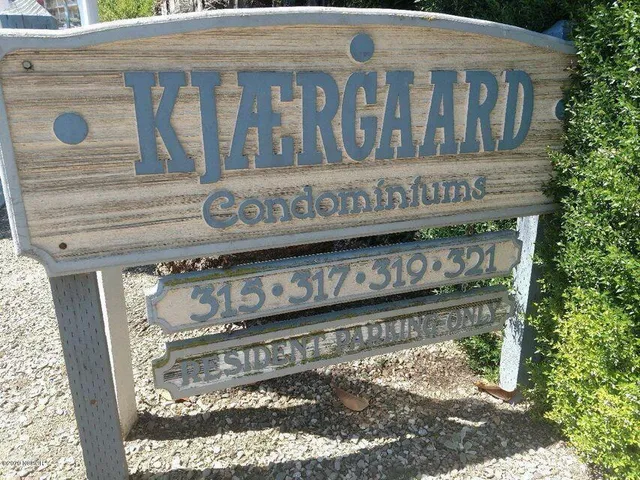 KJÆRGAARD
Condominiums
315 · 317 · 319 · 321
RESIDENT PARKING ONLY